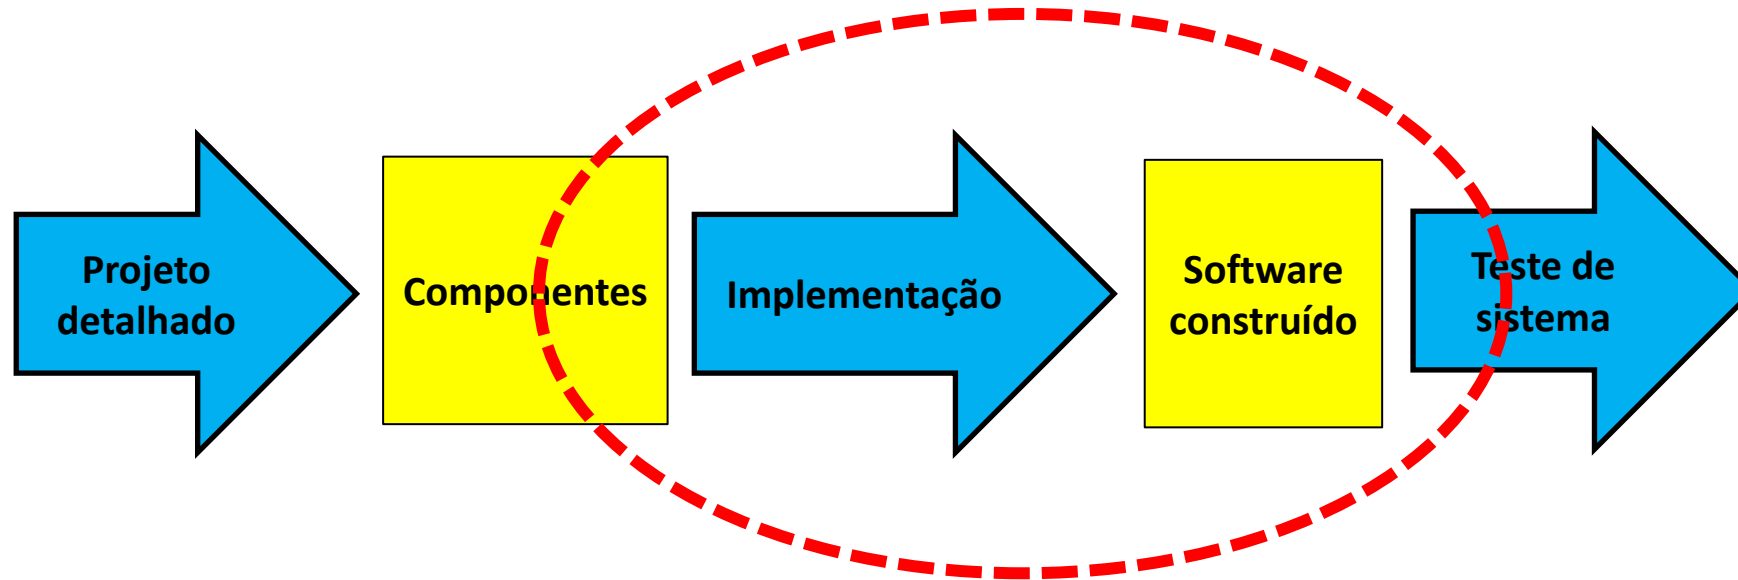 Projeto
detalhado
Componentes
Implementação
Software
construído
Teste de
sistema